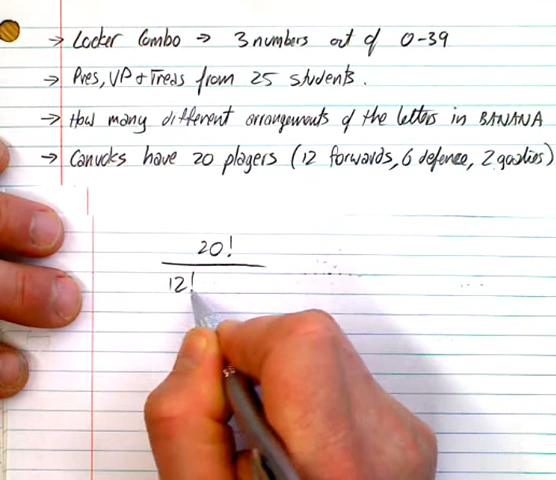 → Locker Combo → 3 numbers out of 0-39
→ Pres, VP + Treas from 25 students.
→ How many different arrangements of the letters in BANANA
→ Canucks have 20 players (12 forwards, 6 defence, 2 goalies)
20!
12!